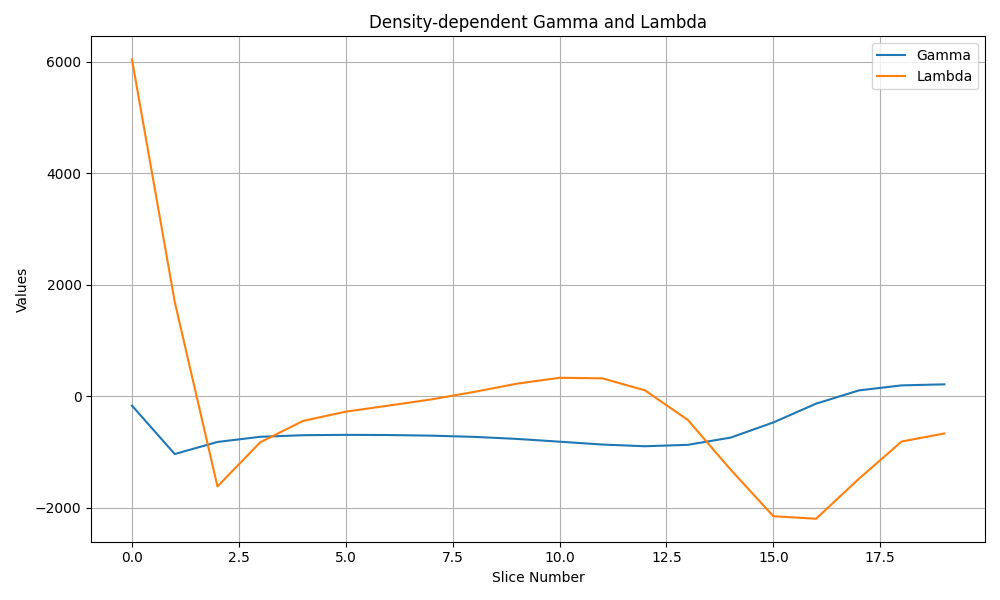 Density-dependent Gamma and Lambda
Gamma
Lambda
6000
4000
2000
0
−2000
Values
0.0 2.5 5.0 7.5 10.0 12.5 15.0 17.5
Slice Number